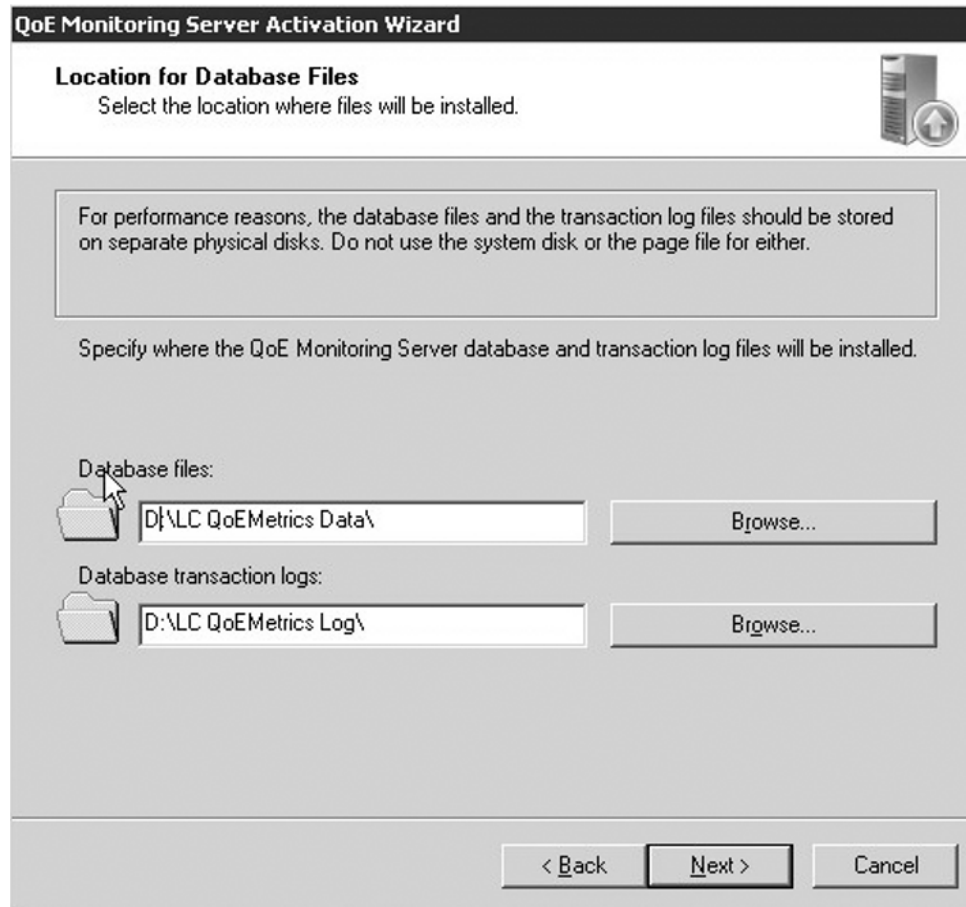 QoE Monitoring Server Activation Wizard
Location for Database Files
Select the location where files will be installed.
For performance reasons, the database files and the transaction log files should be stored
on separate physical disks. Do not use the system disk or the page file for either.
Specify where the QoE Monitoring Server database and transaction log files will be installed.
Database files:
D:\LC QoEMetrics Data\
Browse...
Database transaction logs:
D:\LC QoEMetrics Log\
Browse...
< Back
Next >
Cancel